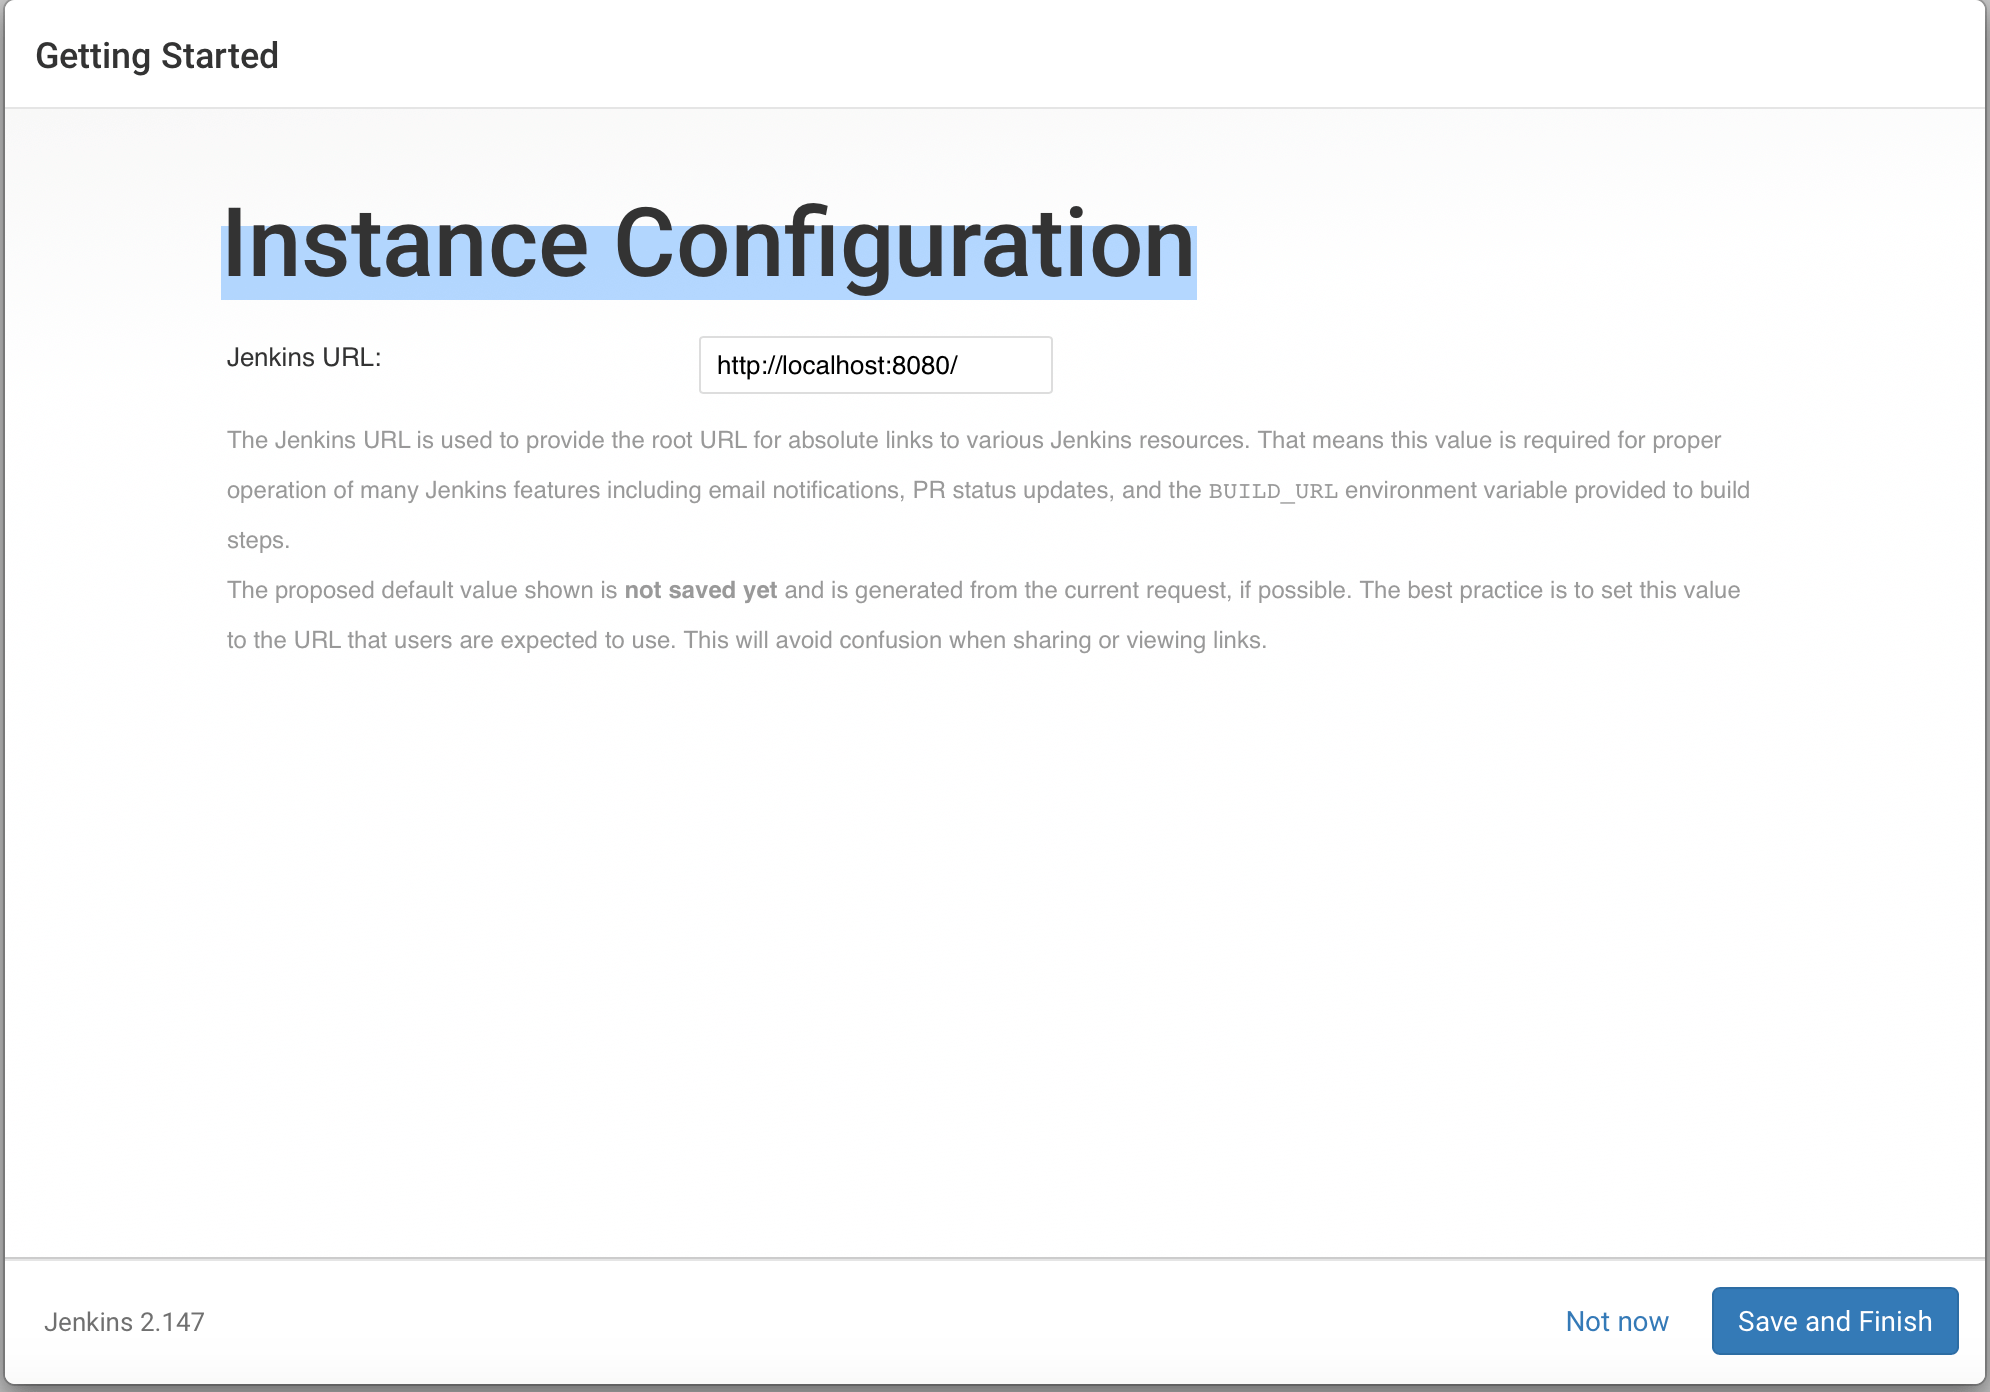 Getting Started
Instance Configuration
Jenkins URL:
http://localhost:8080/
The Jenkins URL is used to provide the root URL for absolute links to various Jenkins resources. That means this value is required for proper
operation of many Jenkins features including email notifications, PR status updates, and the BUILD_URL environment variable provided to build
steps.
The proposed default value shown is not saved yet and is generated from the current request, if possible. The best practice is to set this value
to the URL that users are expected to use. This will avoid confusion when sharing or viewing links.
Jenkins 2.147
Not now
Save and Finish